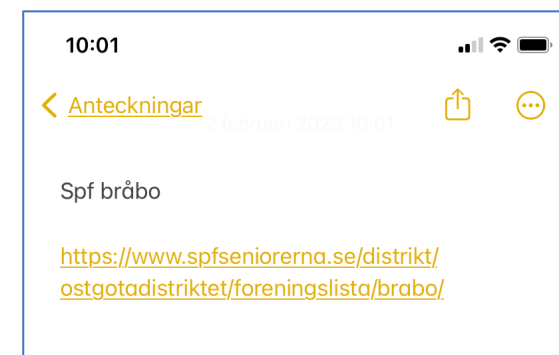 10:01
Anteckningar
2 februari 2023 10:01
Spf bråbo
https://www.spfseniorerna.se/distrikt/
ostgotadistriktet/foreningslista/brabo/